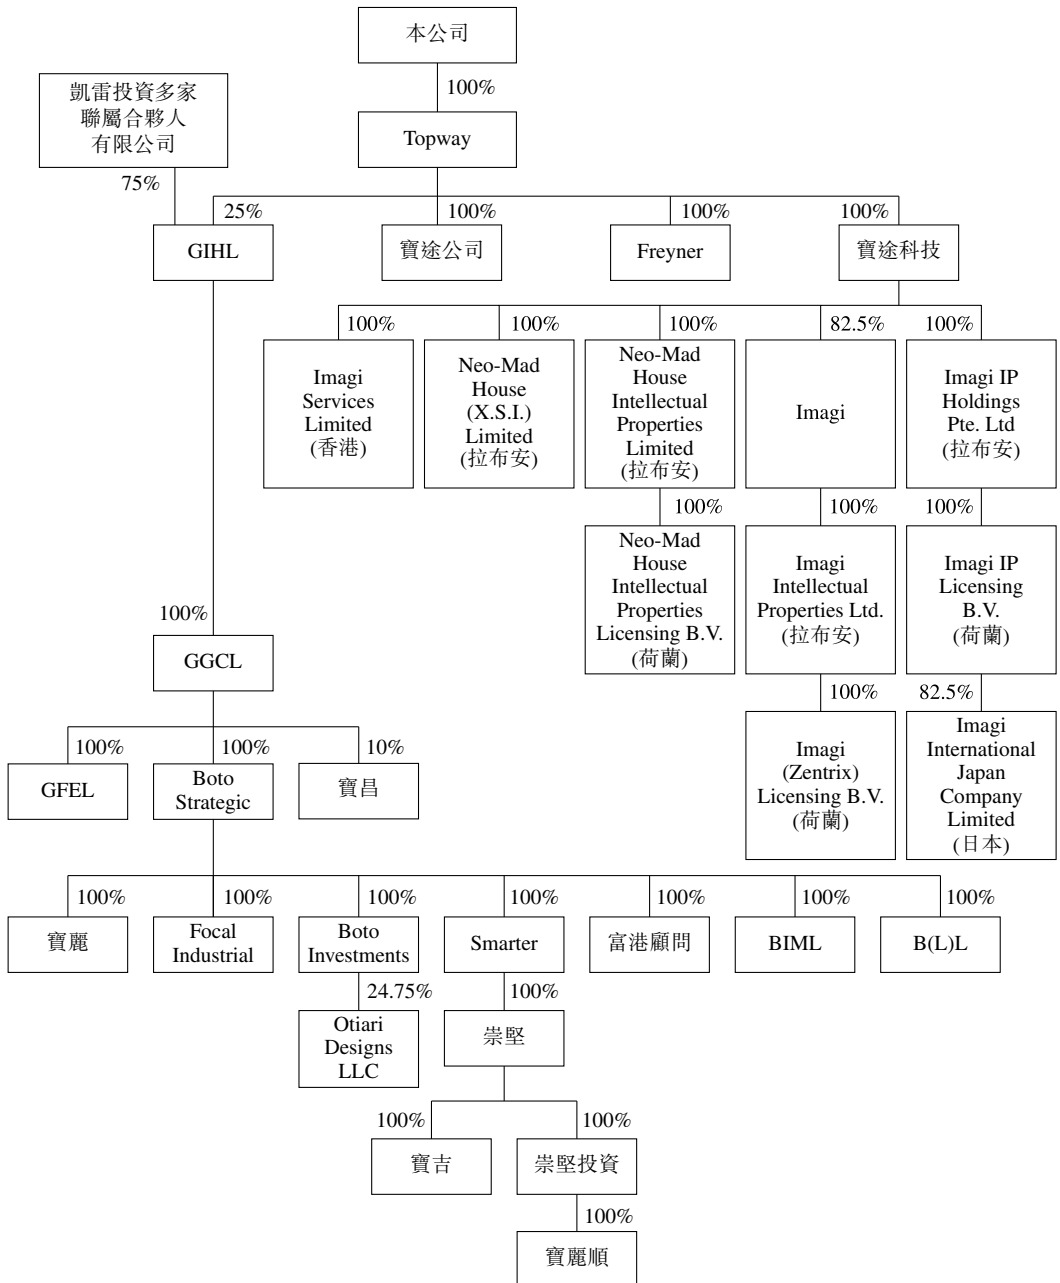 本公司
100%
凱雷投資多家
聯屬合夥人
有限公司
Topway
75%
25%
100%
100%
100%
GIHL
寶途公司
Freyner
寶途科技
100%
100%
100%
82.5%
100%
Imagi
Services
Limited
(香港)
Neo-Mad
House
(X.S.I.)
Limited
(拉布安)
Neo-Mad
House
Intellectual
Properties
Limited
(拉布安)
Imagi
Imagi IP
Holdings
Pte. Ltd
(拉布安)
100%
100%
100%
Neo-Mad
House
Intellectual
Properties
Licensing B.V.
(荷蘭)
Imagi
Intellectual
Properties Ltd.
(拉布安)
Imagi IP
Licensing
B.V.
(荷蘭)
100%
GGCL
100%
82.5%
Imagi
(Zentrix)
Licensing B.V.
(荷蘭)
Imagi
International
Japan
Company
Limited
(日本)
100%
100%
10%
GFEL
Boto
Strategic
寶昌
100%
100%
100%
100%
100%
100%
100%
寶麗
Focal
Industrial
Boto
Investments
Smarter
富港顧問
BIML
B(L)L
24.75%
100%
Otiari
Designs
LLC
崇堅
100%
100%
寶吉
崇堅投資
100%
寶麗順